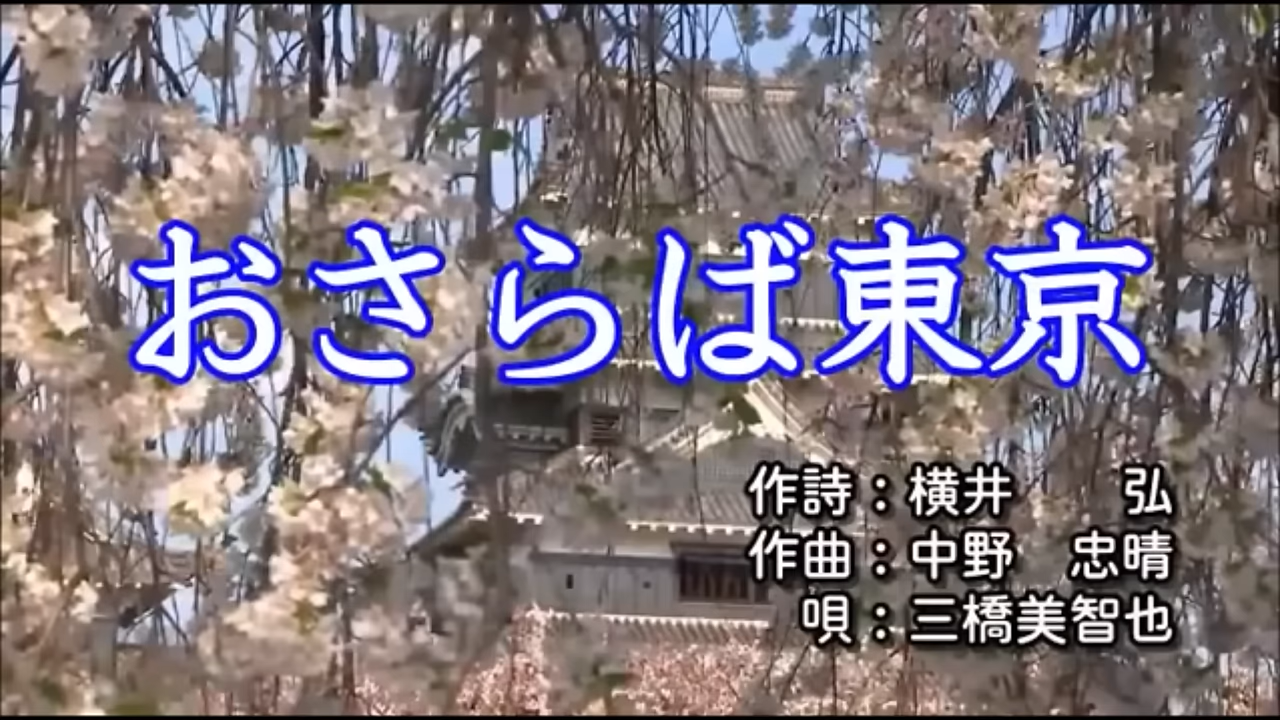 おさらば東京
作詩：横井　　弘
作曲：中野　忠晴
唄：三橋美智也